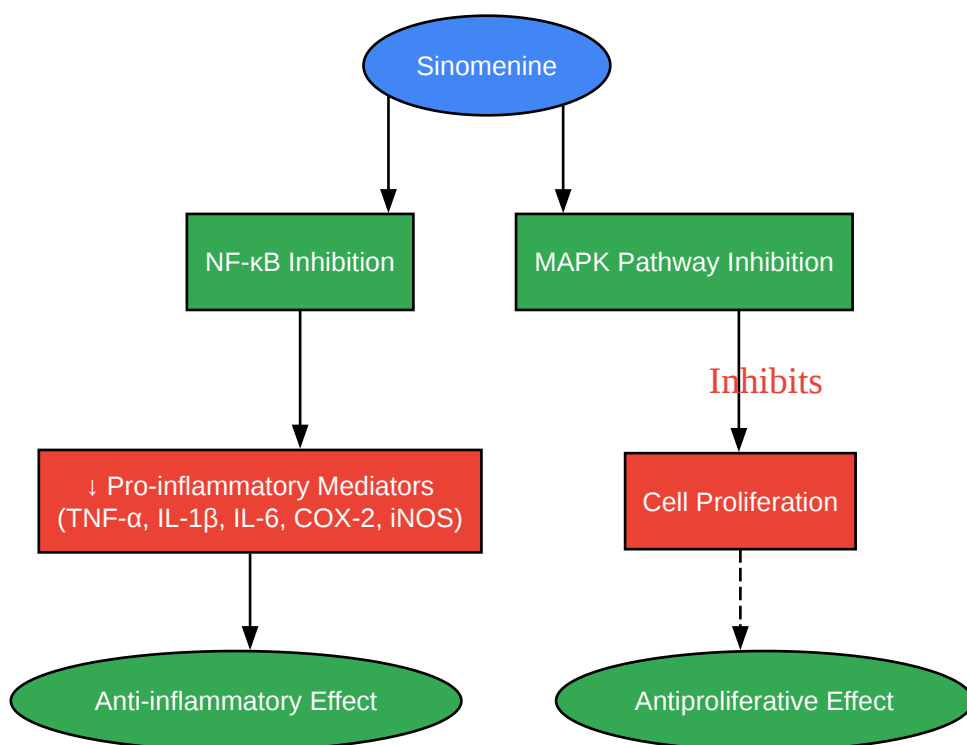 Sinomenine
NF-κB Inhibition
MAPK Pathway Inhibition
Inhibits
↓ Pro-inflammatory Mediators
(TNF-α, IL-1β, IL-6, COX-2, iNOS)
Cell Proliferation
Anti-inflammatory Effect
Antiproliferative Effect